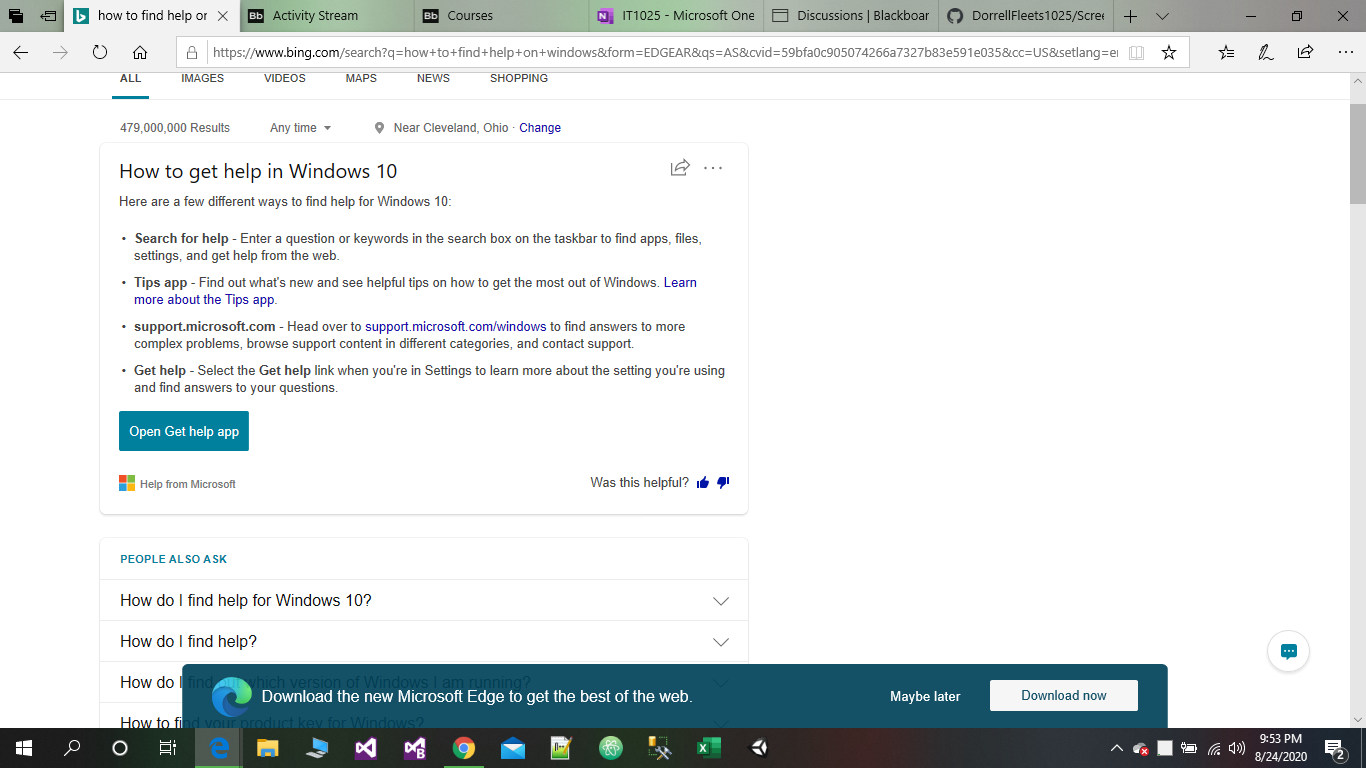 how to find help or
Activity Stream
Courses
IT1025 - Microsoft One
Discussions | Blackboar
DorrellFleets1025/Scree
https://www.bing.com/search?q=how+to+find+help+on+windows&form=EDGEAR&qs=AS&cvid=59bfa0c905074266a7327b83e591e035&cc=US&setlang=e
ALL
IMAGES
VIDEOS
MAPS
NEWS
SHOPPING
479,000,000 Results
Any time
Near Cleveland, Ohio · Change
How to get help in Windows 10
Here are a few different ways to find help for Windows 10:
• Search for help - Enter a question or keywords in the search box on the taskbar to find apps, files,
settings, and get help from the web.
• Tips app - Find out what's new and see helpful tips on how to get the most out of Windows. Learn
more about the Tips app.
• support.microsoft.com - Head over to support.microsoft.com/windows to find answers to more
complex problems, browse support content in different categories, and contact support.
• Get help - Select the Get help link when you're in Settings to learn more about the setting you're using
and find answers to your questions.
Open Get help app
Help from Microsoft
Was this helpful?
PEOPLE ALSO ASK
How do I find help for Windows 10?
How do I find help?
How do I find out which version of Windows I am running?
Download the new Microsoft Edge to get the best of the web.
Maybe later
Download now
How to find your product key for Windows?
9:53 PM
8/24/2020
2